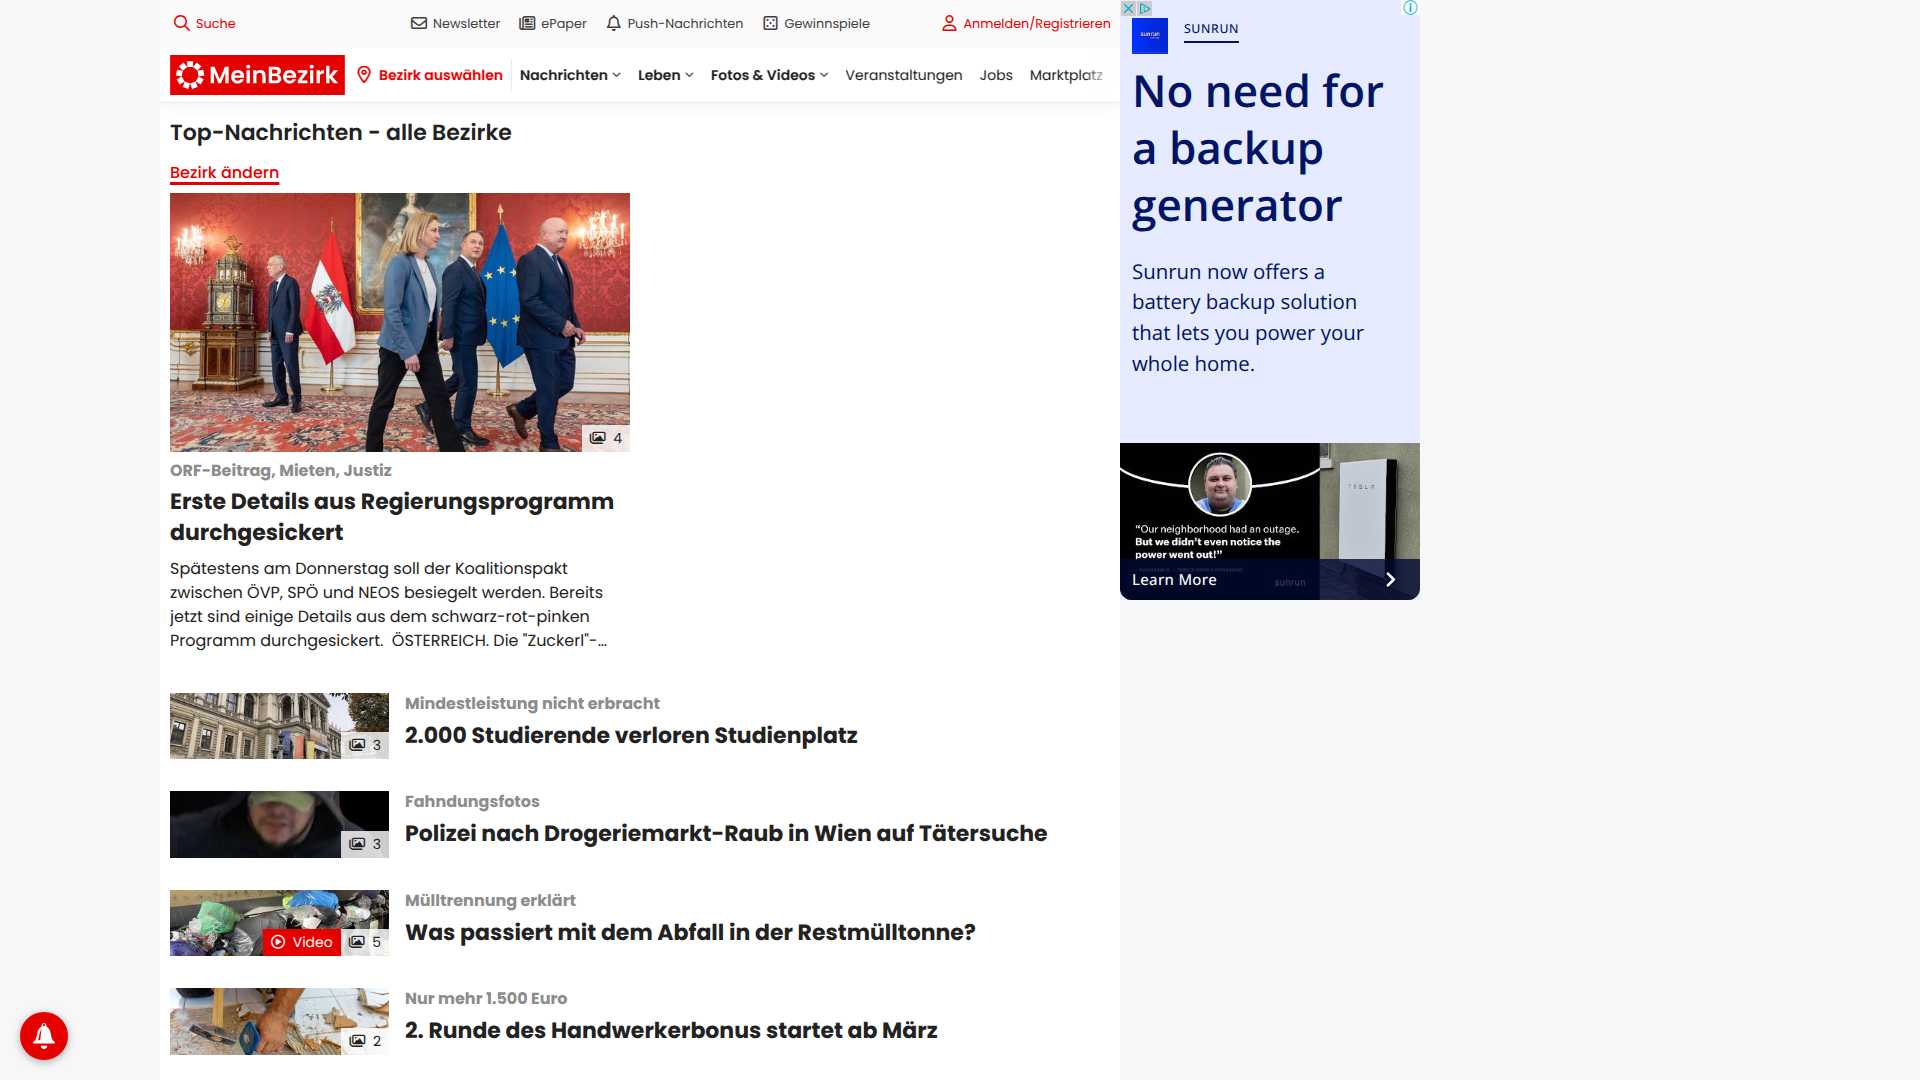 Suche
Newsletter
ePaper
Push-Nachrichten
Gewinnspiele
Anmelden/Registrieren
MeinBezirk
Bezirk auswählen
Nachrichten
Leben
Fotos & Videos
Veranstaltungen
Jobs
Marktplatz
Top-Nachrichten - alle Bezirke
Bezirk ändern
4
ORF-Beitrag, Mieten, Justiz
Erste Details aus Regierungsprogramm
durchgesickert
Spätestens am Donnerstag soll der Koalitionspakt
zwischen ÖVP, SPÖ und NEOS besiegelt werden. Bereits
jetzt sind einige Details aus dem schwarz-rot-pinken
Programm durchgesickert.  ÖSTERREICH. Die "Zuckerl"-...
3
Mindestleistung nicht erbracht
2.000 Studierende verloren Studienplatz
3
Fahndungsfotos
Polizei nach Drogeriemarkt-Raub in Wien auf Tätersuche
Video
5
Mülltrennung erklärt
Was passiert mit dem Abfall in der Restmülltonne?
2
Nur mehr 1.500 Euro
2. Runde des Handwerkerbonus startet ab März
sunrun
SUNRUN
No need for
a backup
generator
Sunrun now offers a
battery backup solution
that lets you power your
whole home.
TESLA
"Our neighborhood had an outage.
But we didn't even notice the
power went out!"
Learn More
sunrun